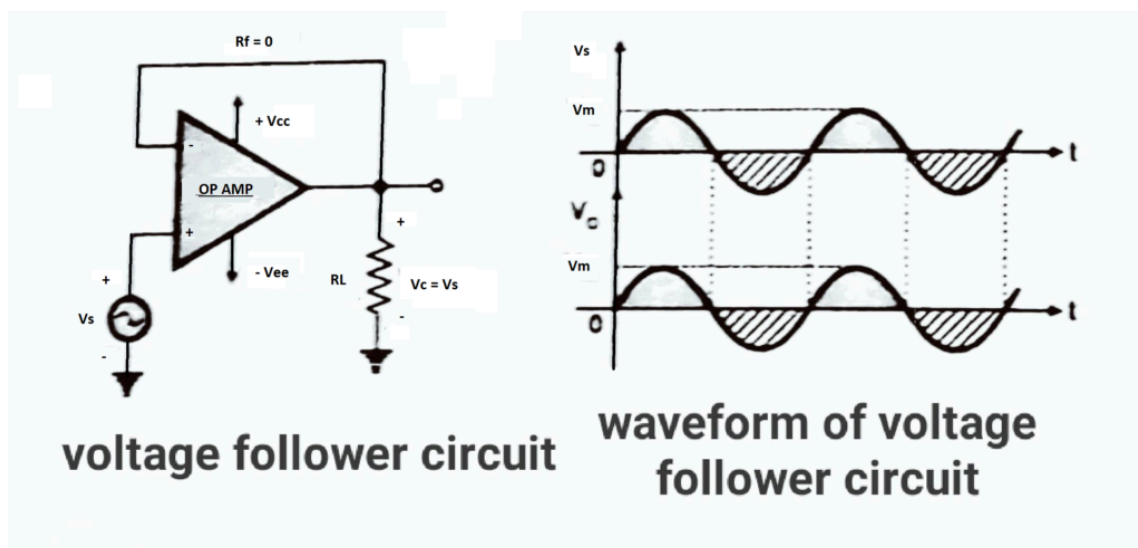 Rf = 0
+ Vcc
-
OP AMP
+
- Vee
+
Vs
-
+
RL
Vc = Vs
-
Vs
Vm
0
t
Vo
Vm
0
t
voltage follower circuit
waveform of voltage
follower circuit